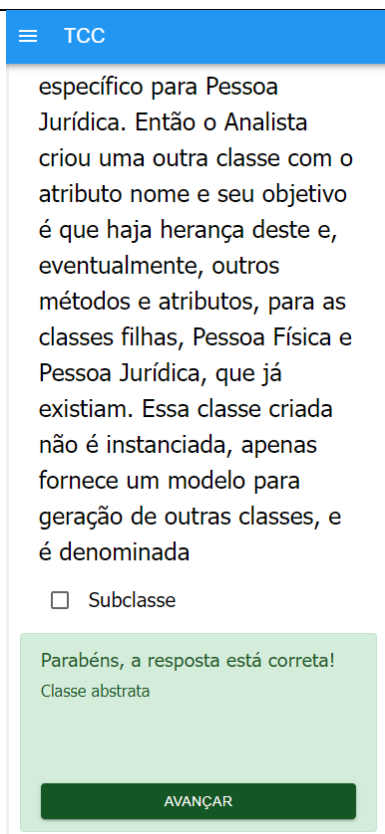 TCC
específico para Pessoa
Jurídica. Então o Analista
criou uma outra classe com o
atributo nome e seu objetivo
é que haja herança deste e,
eventualmente, outros
métodos e atributos, para as
classes filhas, Pessoa Física e
Pessoa Jurídica, que já
existiam. Essa classe criada
não é instanciada, apenas
fornece um modelo para
geração de outras classes, e
é denominada
Subclasse
Parabéns, a resposta está correta!
Classe abstrata
AVANÇAR